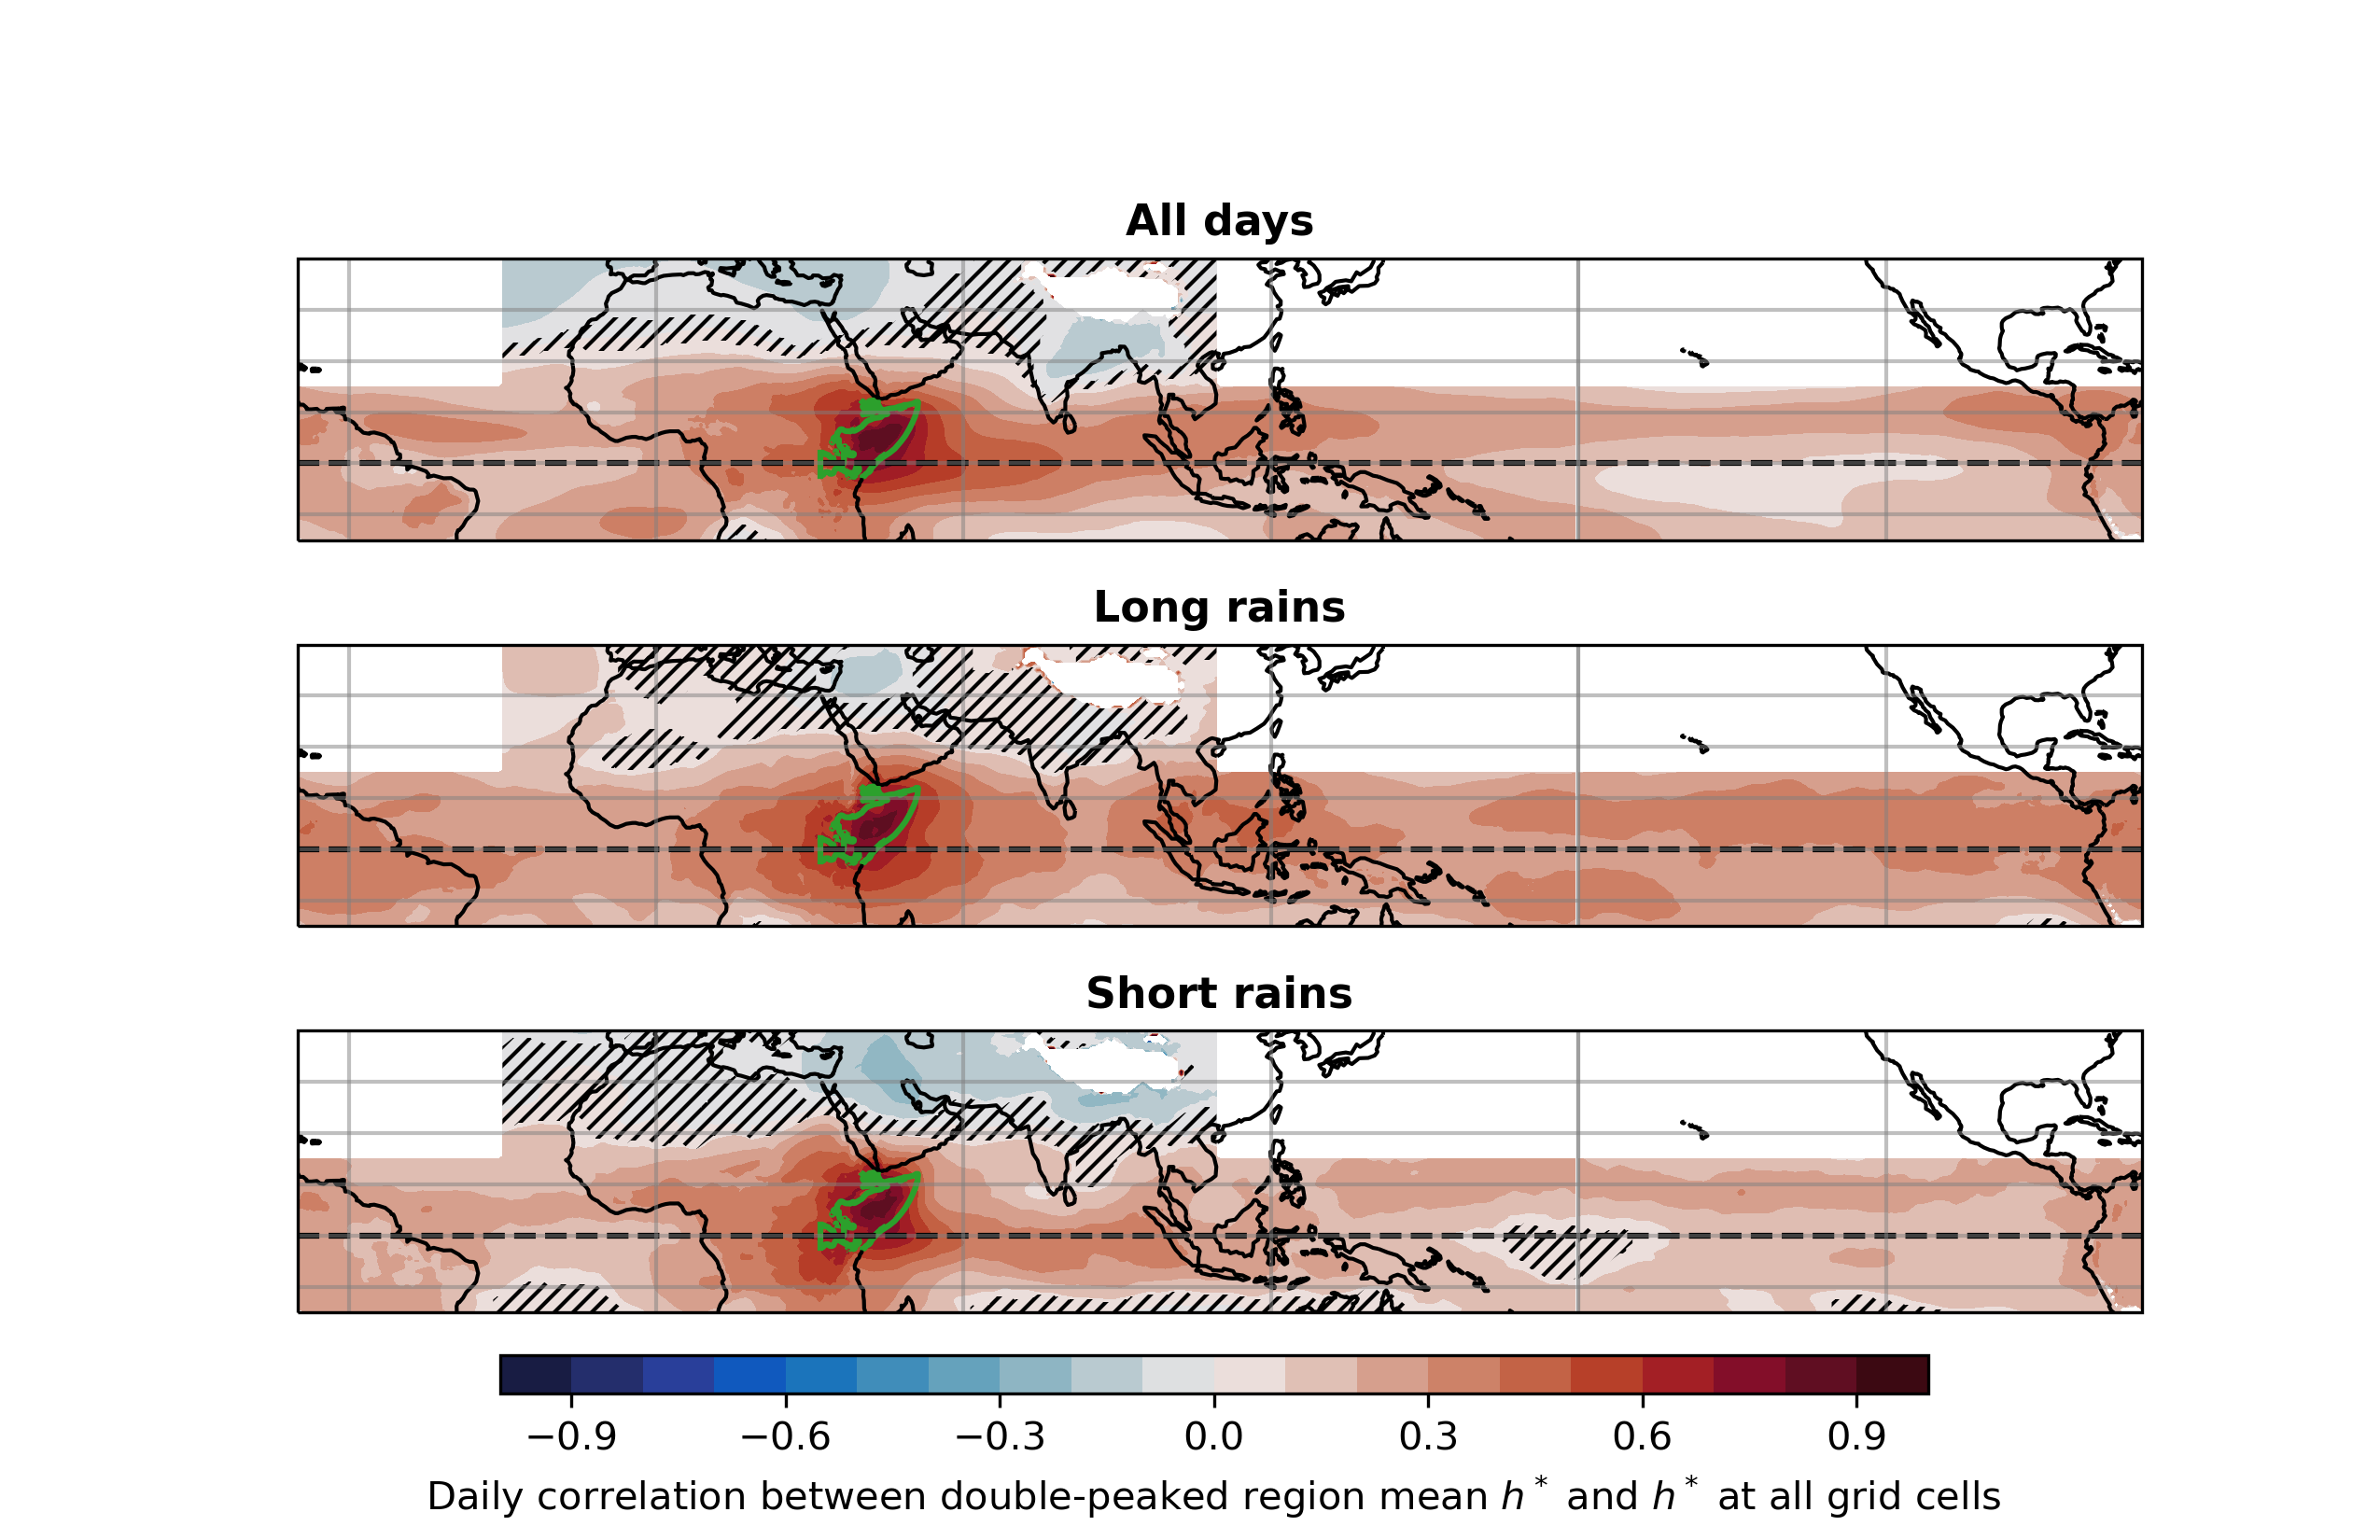 All days
Long rains
Short rains
−0.9 −0.6 −0.3 0.0 0.3 0.6 0.9
Daily correlation between double-peaked region mean h* and h* at all grid cells